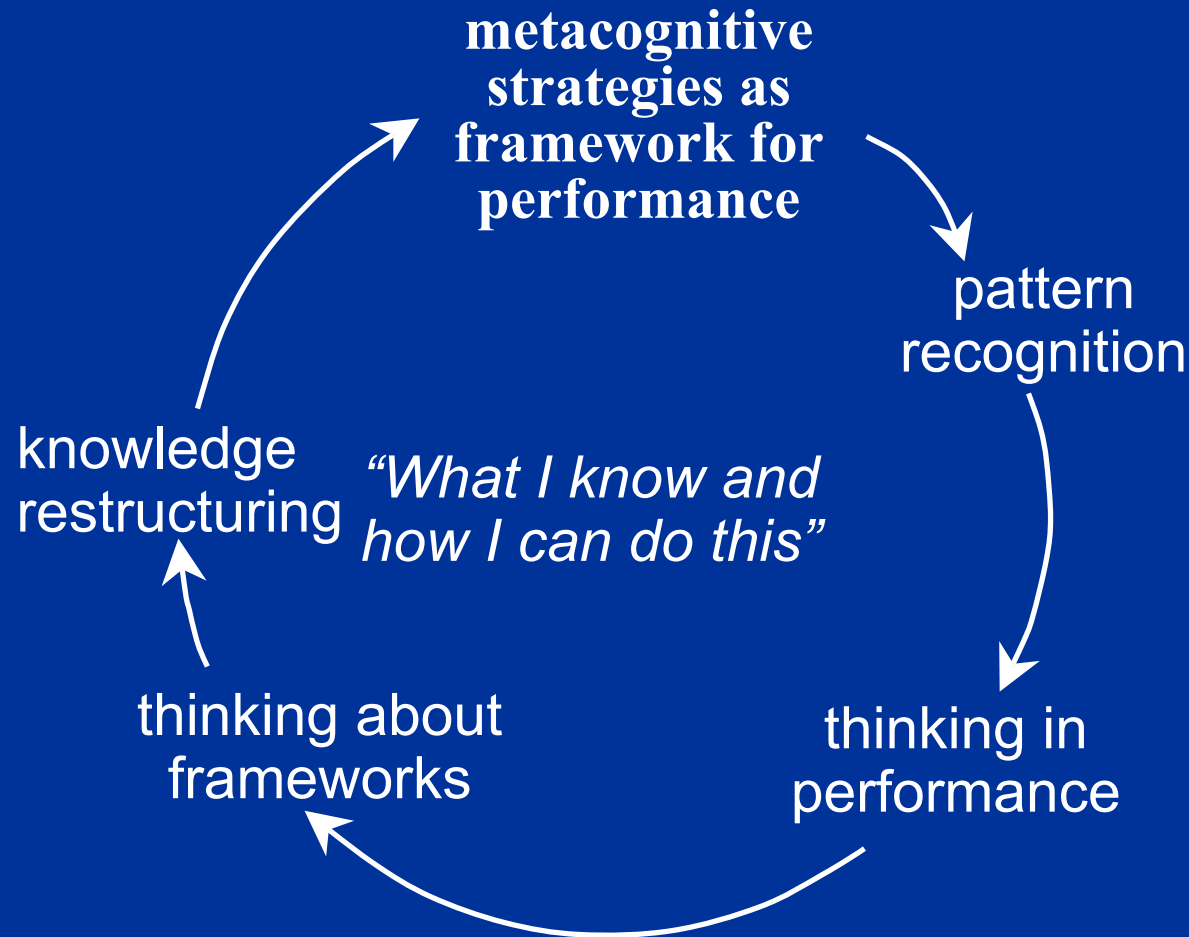 metacognitive
strategies as
framework for
performance
pattern
recognition
thinking in
performance
thinking about
frameworks
knowledge
restructuring
“What I know and
how I can do this”